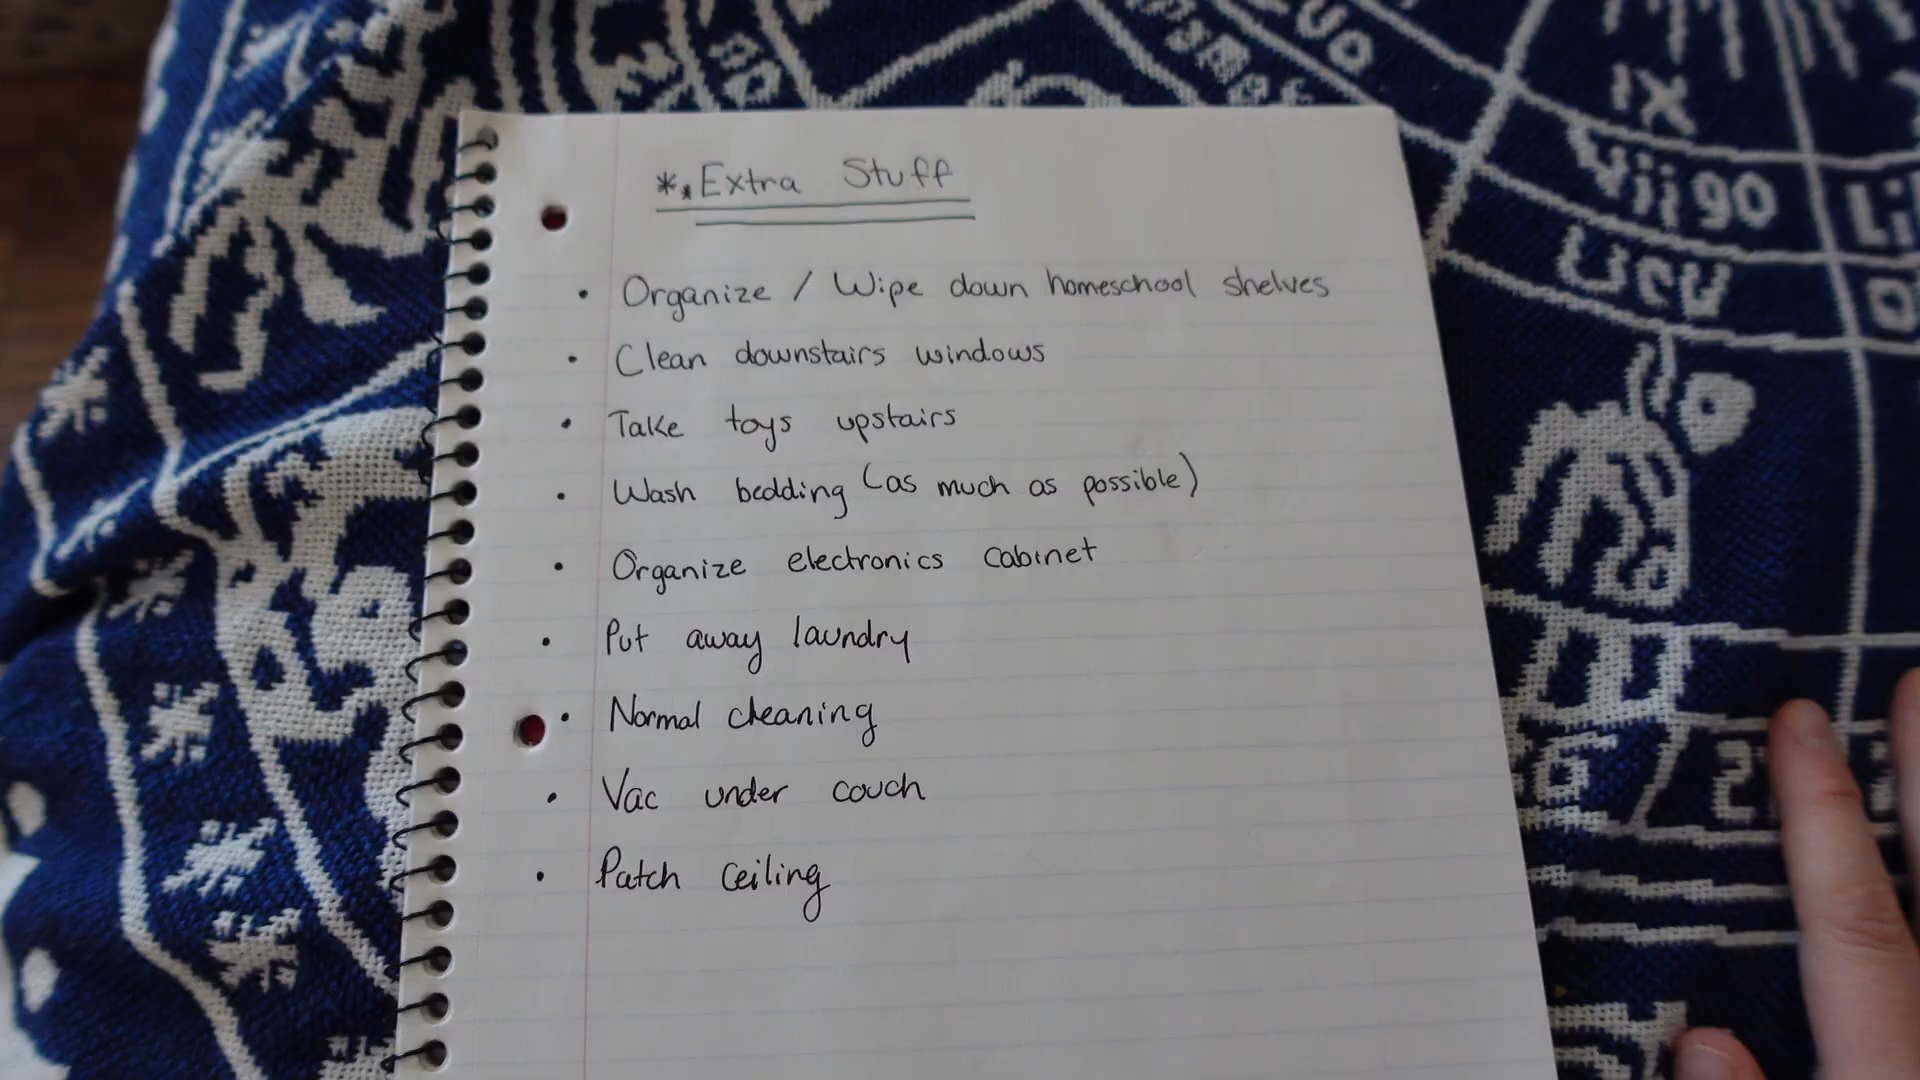 **Extra Stuff
• Organize / Wipe down homeschool shelves
• Clean downstairs windows
• Take toys upstairs
• Wash bedding (as much as possible)
• Organize electronics cabinet
• Put away laundry
• Normal cleaning
• Vac under couch
• Patch ceiling
IX